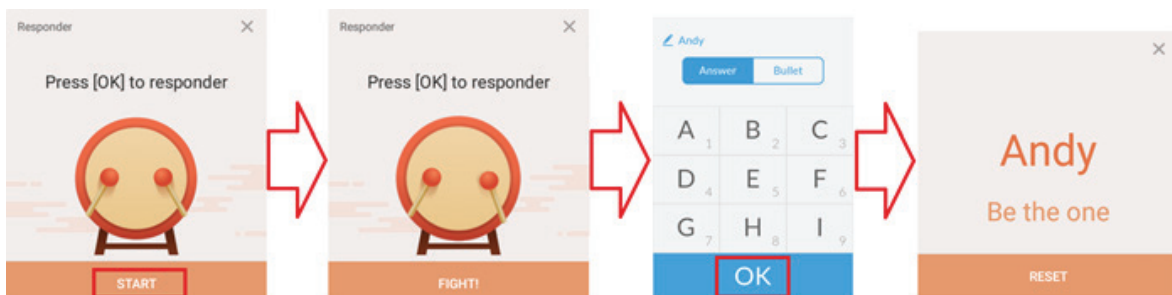 Responder ×
Press [OK] to responder
START
Responder ×
Press [OK] to responder
FIGHT!
Andy
Answer Bullet
A 1 B 2 C 3
D 4 E 5 F 6
G 7 H 8 I 9
OK
×
Andy
Be the one
RESET